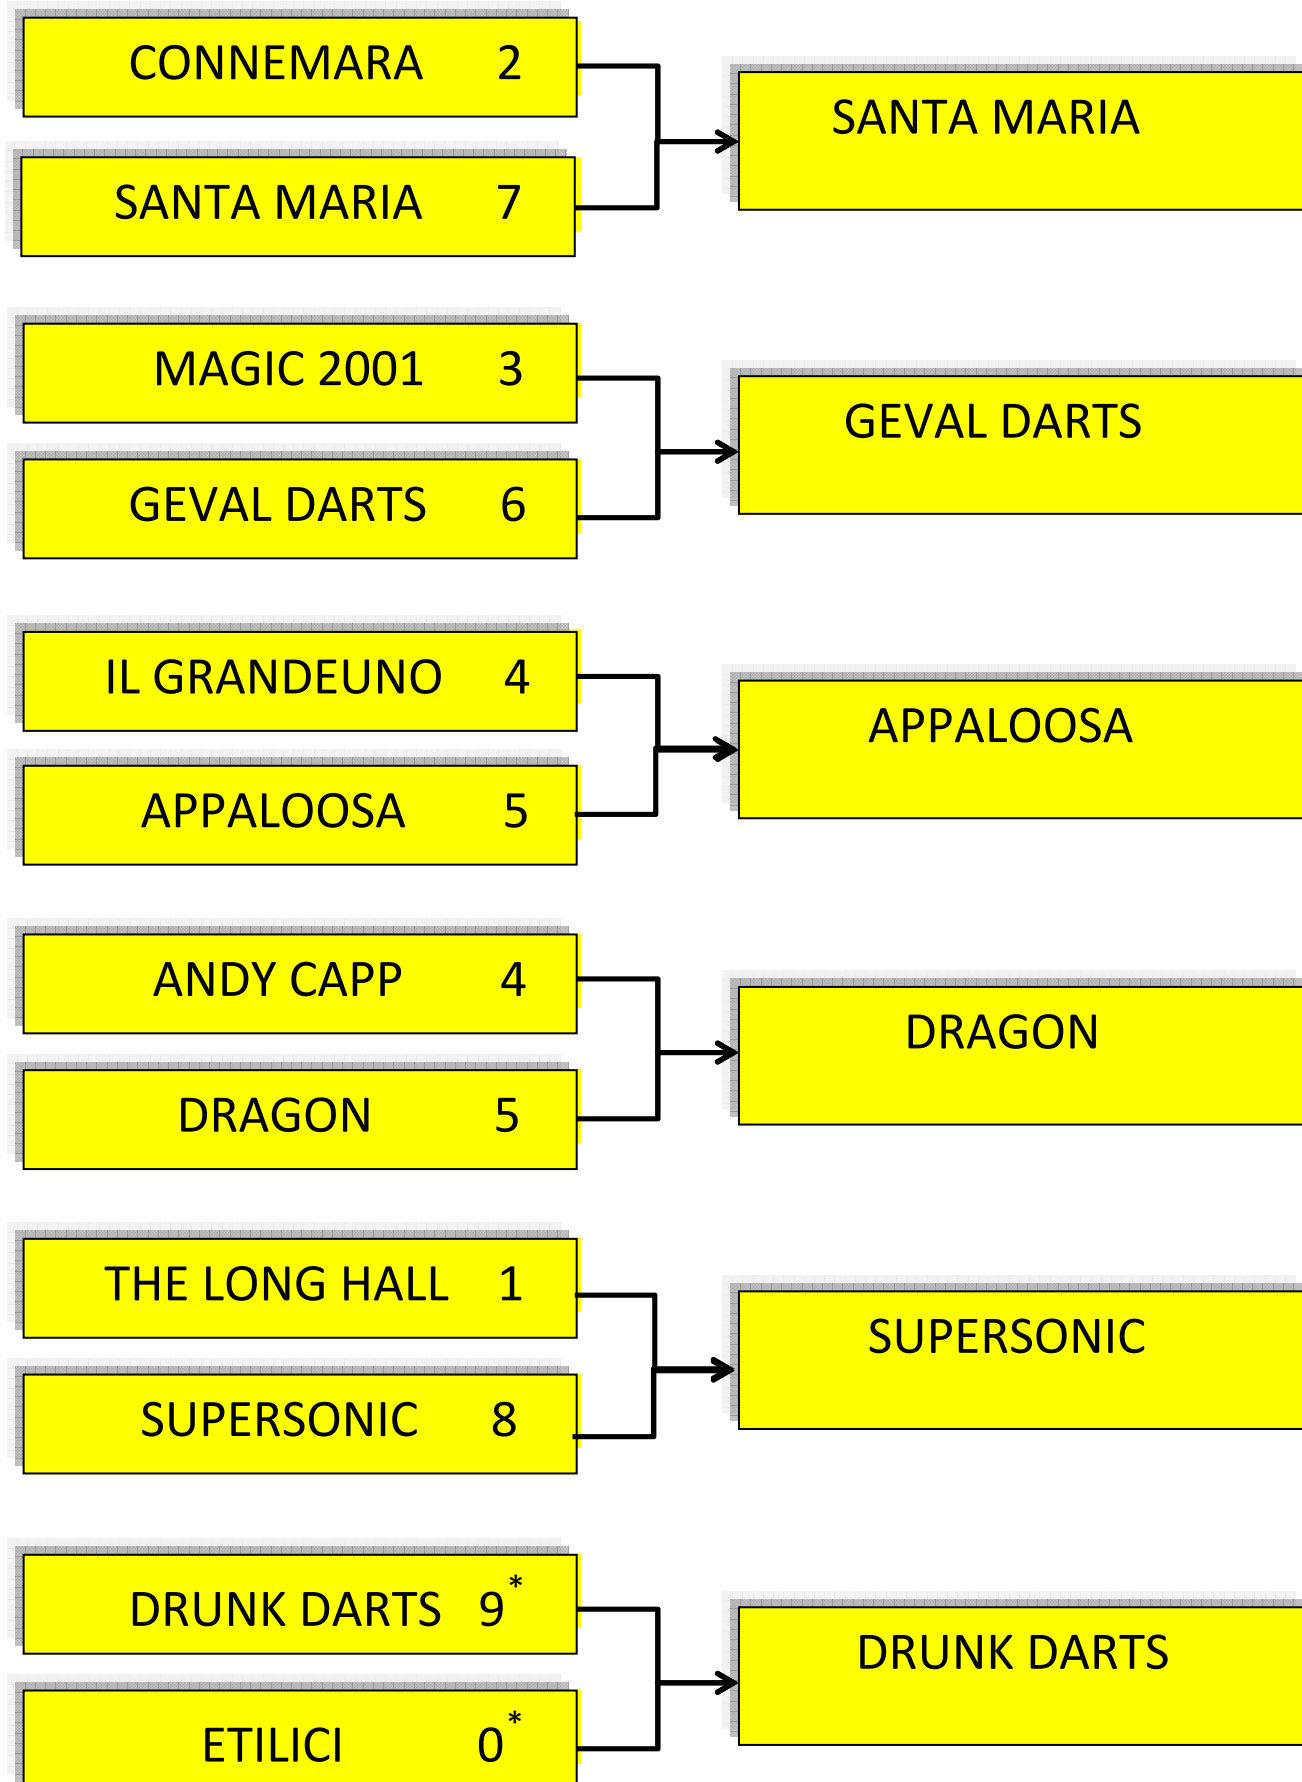 CONNEMARA 2
SANTA MARIA
SANTA MARIA 7
MAGIC 2001 3
GEVAL DARTS
GEVAL DARTS 6
IL GRANDEUNO 4
APPALOOSA
APPALOOSA 5
ANDY CAPP 4
DRAGON
DRAGON 5
THE LONG HALL 1
SUPERSONIC
SUPERSONIC 8
DRUNK DARTS 9*
DRUNK DARTS
ETILICI 0*